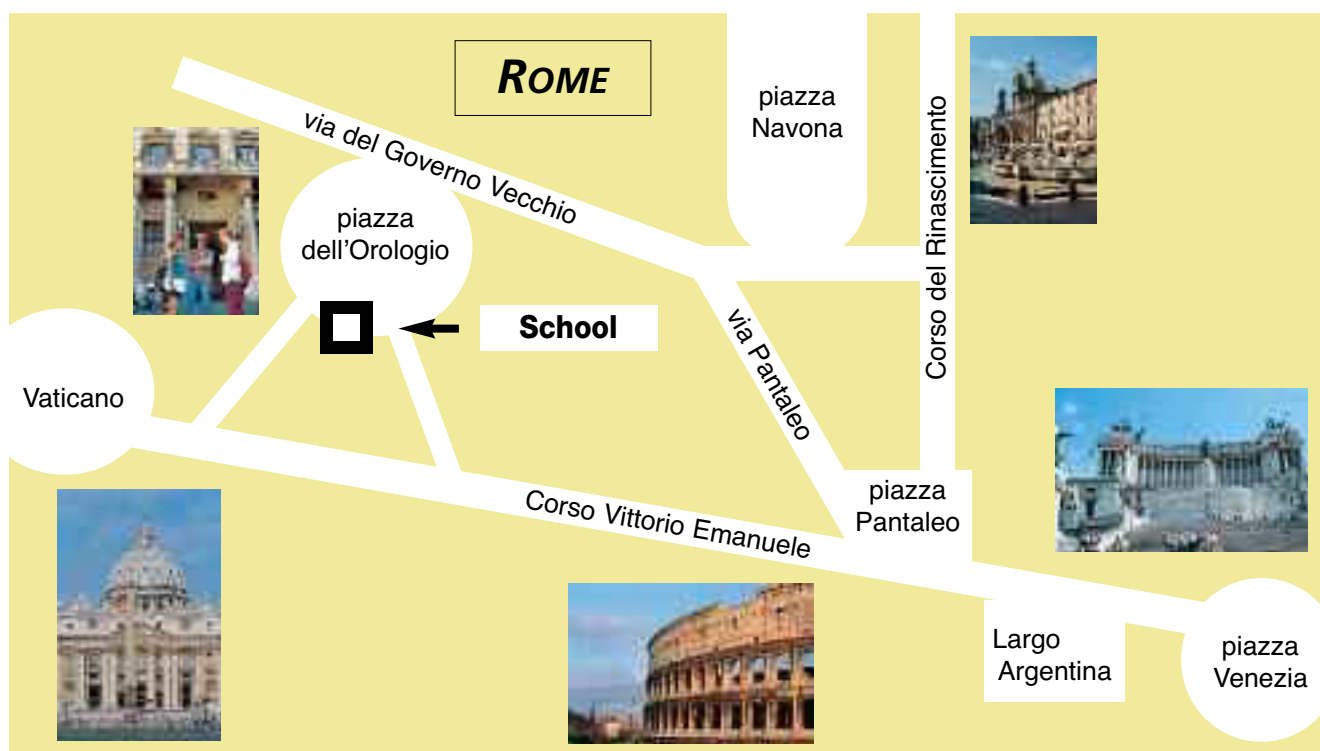 ROME
piazza
Navona
via del Governo Vecchio
Corso del Rinascimento
piazza
dell'Orologio
School
via Pantaleo
Vaticano
piazza
Pantaleo
Corso Vittorio Emanuele
Largo
Argentina
piazza
Venezia